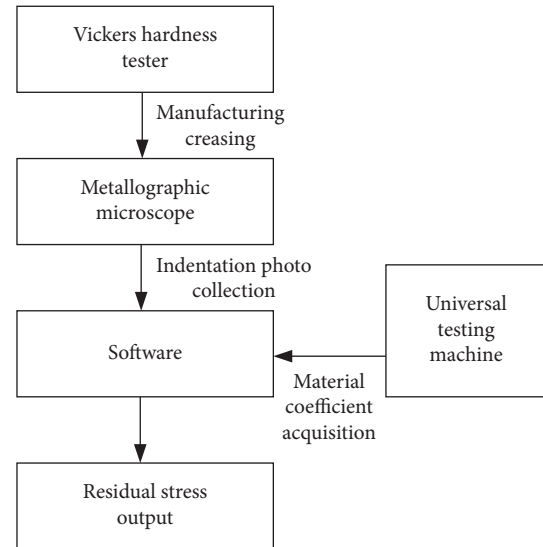 Vickers hardness
tester
Manufacturing
creasing
Metallographic
microscope
Indentation photo
collection
Software
Universal
testing
machine
Material
coefficient
acquisition
Residual stress
output